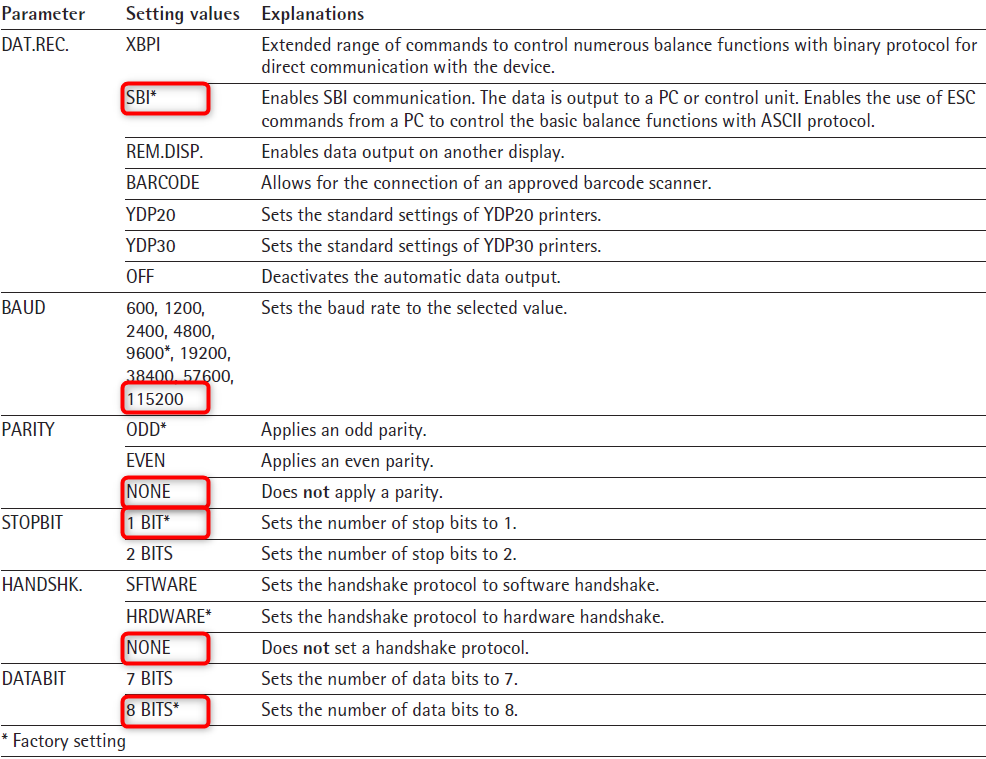 Parameter Setting values Explanations
DAT.REC. XBPI Extended range of commands to control numerous balance functions with binary protocol for
direct communication with the device.
SBI* Enables SBI communication. The data is output to a PC or control unit. Enables the use of ESC
commands from a PC to control the basic balance functions with ASCII protocol.
REM.DISP. Enables data output on another display.
BARCODE Allows for the connection of an approved barcode scanner.
YDP20 Sets the standard settings of YDP20 printers.
YDP30 Sets the standard settings of YDP30 printers.
OFF Deactivates the automatic data output.
BAUD 600, 1200, Sets the baud rate to the selected value.
2400, 4800,
9600*, 19200,
38400, 57600,
115200
PARITY ODD* Applies an odd parity.
EVEN Applies an even parity.
NONE Does not apply a parity.
STOPBIT 1 BIT* Sets the number of stop bits to 1.
2 BITS Sets the number of stop bits to 2.
HANDSHK. SFTWARE Sets the handshake protocol to software handshake.
HRDWARE* Sets the handshake protocol to hardware handshake.
NONE Does not set a handshake protocol.
DATABIT 7 BITS Sets the number of data bits to 7.
8 BITS* Sets the number of data bits to 8.
* Factory setting